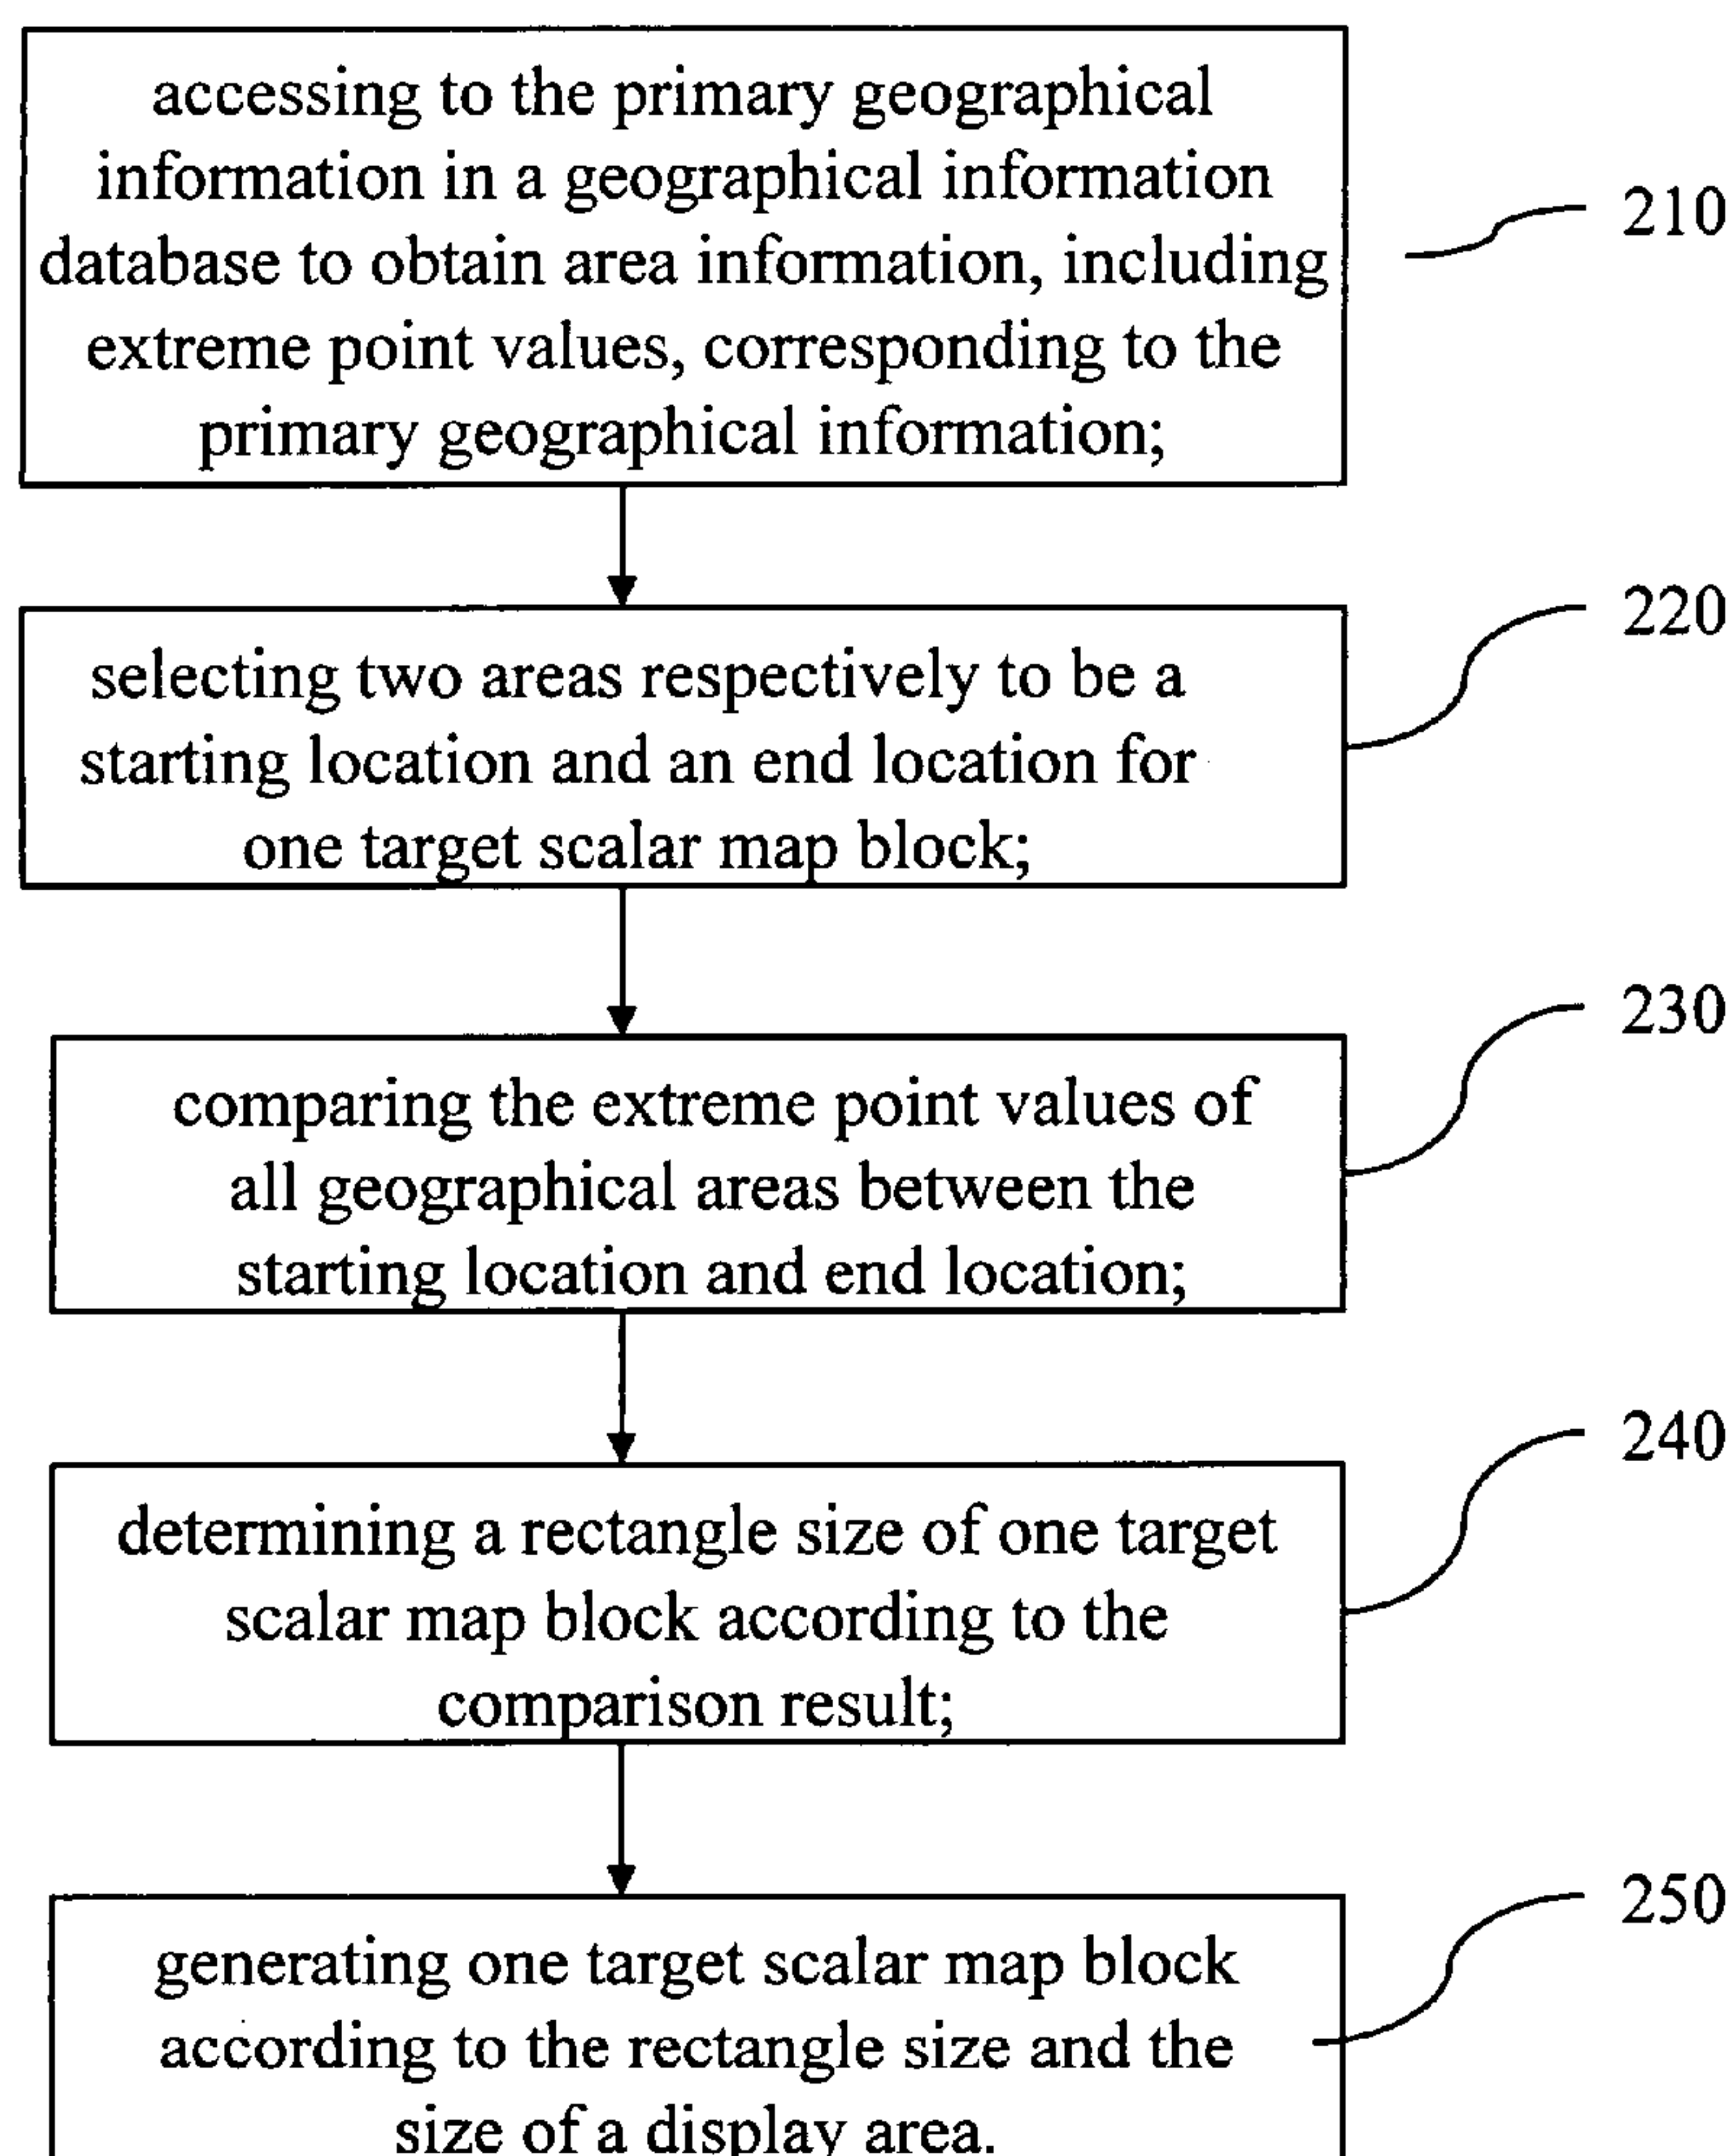 accessing to the primary geographical
information in a geographical information
database to obtain area information, including
extreme point values, corresponding to the
primary geographical information;
210
selecting two areas respectively to be a
starting location and an end location for
one target scalar map block;
220
comparing the extreme point values of
all geographical areas between the
starting location and end location;
230
determining a rectangle size of one target
scalar map block according to the
comparison result;
240
generating one target scalar map block
according to the rectangle size and the
size of a display area.
250